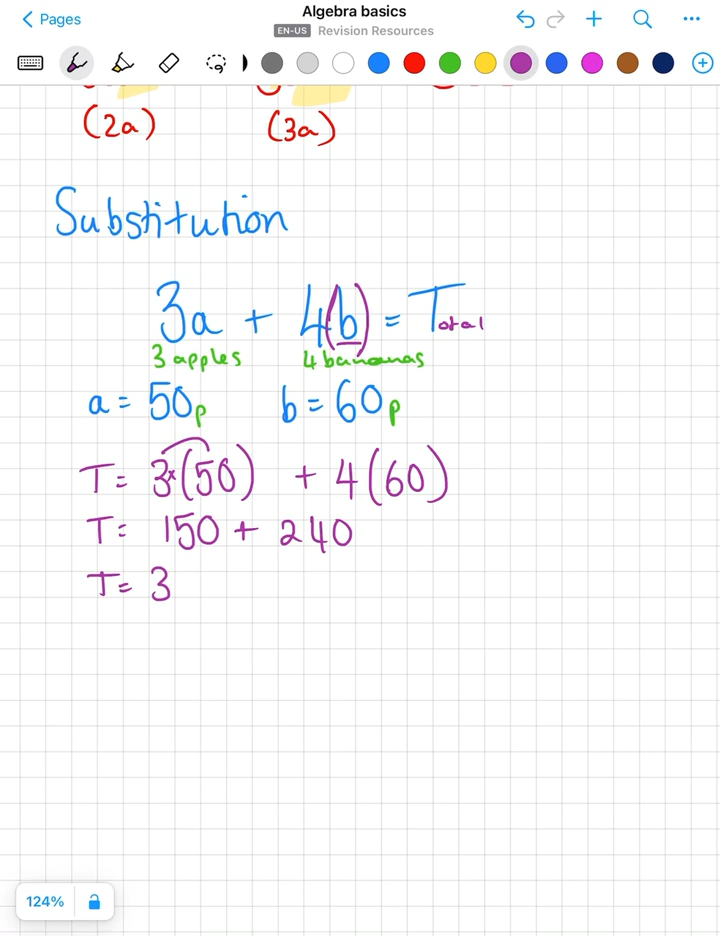 Pages
Algebra basics
EN-US Revision Resources
(2a) (3a)
Substitution
3a + 4(b) = Total
3 apples 4 bananas
a = 50p b = 60p
T = 3×(50) + 4(60)
T = 150 + 240
T = 3
124%